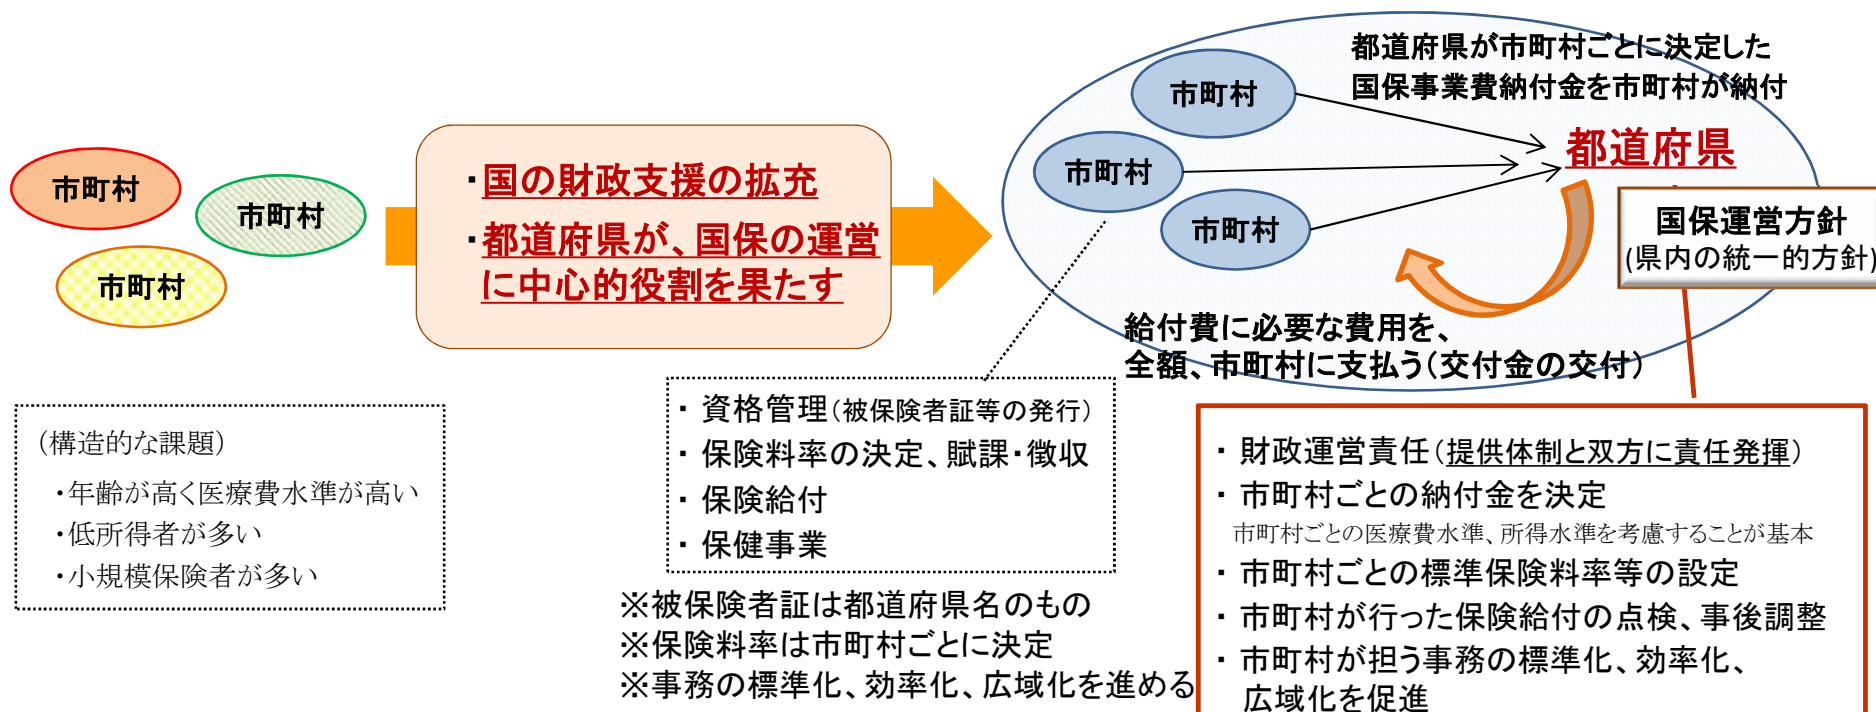 市町村
市町村
市町村
（構造的な課題）
・年齢が高く医療費水準が高い
・低所得者が多い
・小規模保険者が多い
・国の財政支援の拡充
・都道府県が、国保の運営
に中心的役割を果たす
都道府県が市町村ごとに決定した
国保事業費納付金を市町村が納付
市町村
市町村
市町村
都道府県
国保運営方針
(県内の統一的方針)
給付費に必要な費用を、
全額、市町村に支払う（交付金の交付）
・ 資格管理（被保険者証等の発行）
・ 保険料率の決定、賦課・徴収
・ 保険給付
・ 保健事業
※被保険者証は都道府県名のもの
※保険料率は市町村ごとに決定
※事務の標準化、効率化、広域化を進める
・ 財政運営責任（提供体制と双方に責任発揮）
・ 市町村ごとの納付金を決定
市町村ごとの医療費水準、所得水準を考慮することが基本
・ 市町村ごとの標準保険料率等の設定
・ 市町村が行った保険給付の点検、事後調整
・ 市町村が担う事務の標準化、効率化、
広域化を促進